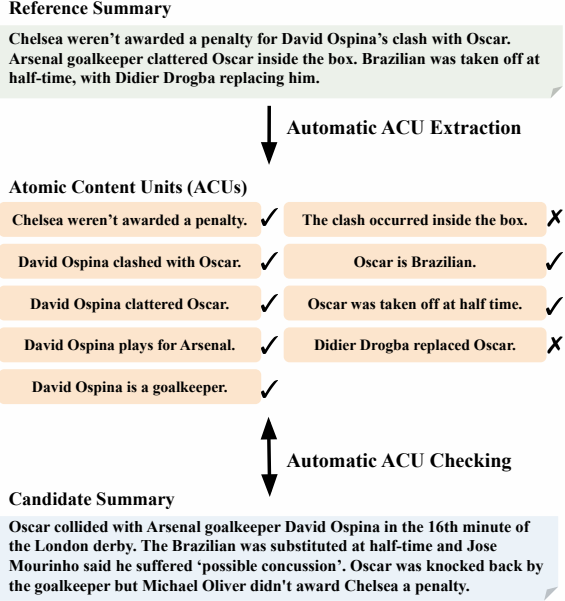 Reference Summary
Chelsea weren’t awarded a penalty for David Ospina’s clash with Oscar.
Arsenal goalkeeper clattered Oscar inside the box. Brazilian was taken off at
half-time, with Didier Drogba replacing him.
Automatic ACU Extraction
Atomic Content Units (ACUs)
Chelsea weren’t awarded a penalty. ✓ The clash occurred inside the box. ✗
David Ospina clashed with Oscar. ✓ Oscar is Brazilian. ✓
David Ospina clattered Oscar. ✓ Oscar was taken off at half time. ✓
David Ospina plays for Arsenal. ✓ Didier Drogba replaced Oscar. ✗
David Ospina is a goalkeeper. ✓
Automatic ACU Checking
Candidate Summary
Oscar collided with Arsenal goalkeeper David Ospina in the 16th minute of
the London derby. The Brazilian was substituted at half-time and Jose
Mourinho said he suffered ‘possible concussion’. Oscar was knocked back by
the goalkeeper but Michael Oliver didn't award Chelsea a penalty.